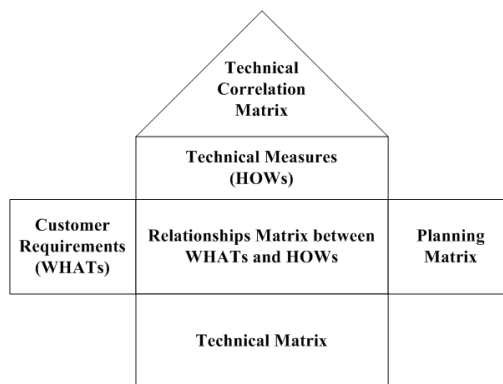 Technical
Correlation
Matrix
Technical Measures
(HOWs)
Customer
Requirements
(WHATs)
Relationships Matrix between
WHATs and HOWs
Planning
Matrix
Technical Matrix